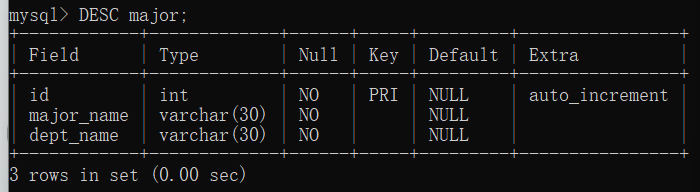 mysql> DESC major;
+------------+-------------+------+-----+---------+----------------+
| Field      | Type        | Null | Key | Default | Extra          |
+------------+-------------+------+-----+---------+----------------+
| id         | int         | NO   | PRI | NULL    | auto_increment |
| major_name | varchar(30) | NO   |     | NULL    |                |
| dept_name  | varchar(30) | NO   |     | NULL    |                |
+------------+-------------+------+-----+---------+----------------+
3 rows in set (0.00 sec)